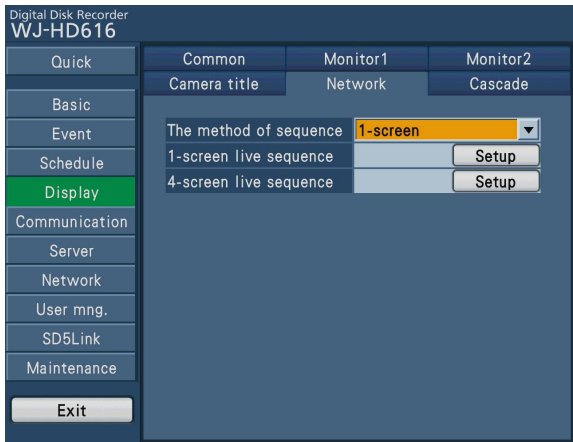 Digital Disk Recorder
WJ-HD616
Quick
Basic
Event
Schedule
Display
Communication
Server
Network
User mng.
SD5Link
Maintenance
Exit
Common Monitor1 Monitor2
Camera title Network Cascade
The method of sequence 1-screen
1-screen live sequence Setup
4-screen live sequence Setup